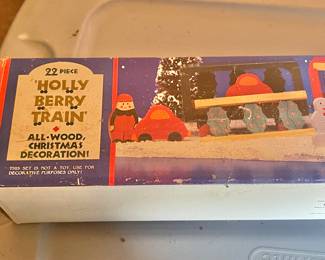 22 PIECE
'HOLLY
BERRY
TRAIN'
ALL-WOOD,
CHRISTMAS
DECORATION!
THIS SET IS NOT A TOY. USE FOR
DECORATIVE PURPOSES ONLY!